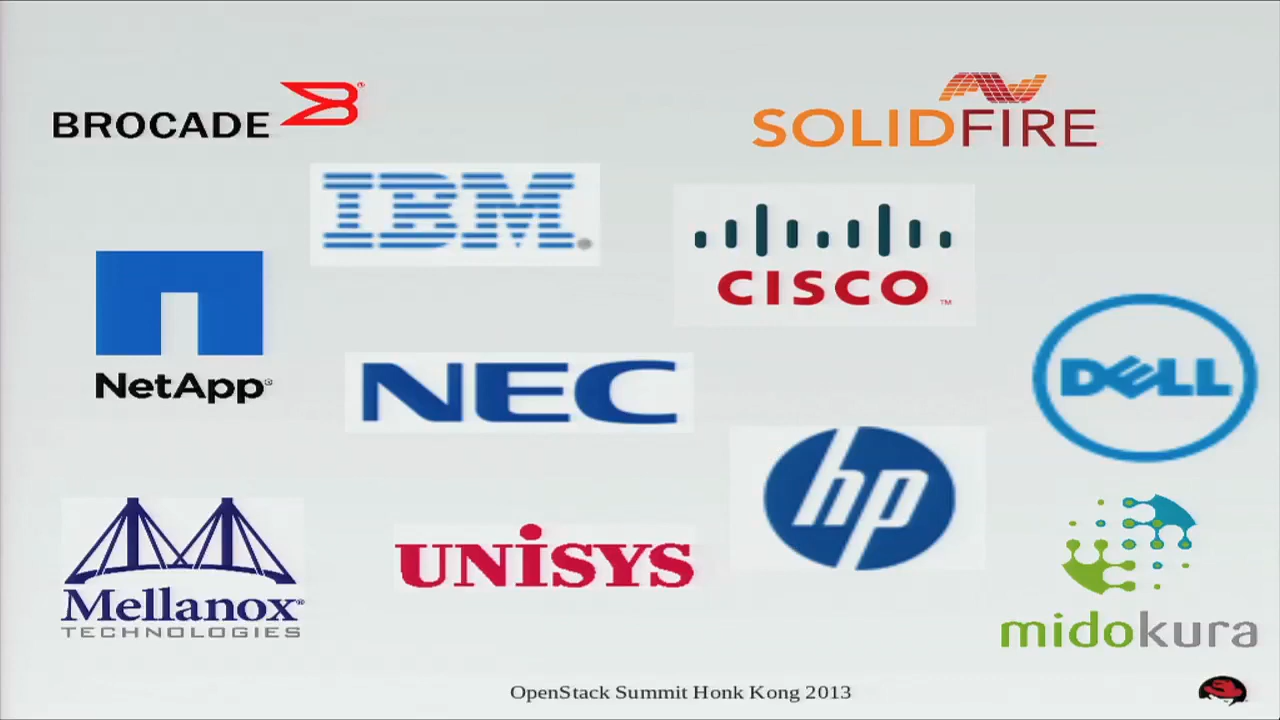 BROCADE
SOLIDFIRE
IBM
CISCO
NetApp
NEC
DELL
hp
Mellanox
TECHNOLOGIES
UNiSYS
midokura
OpenStack Summit Honk Kong 2013